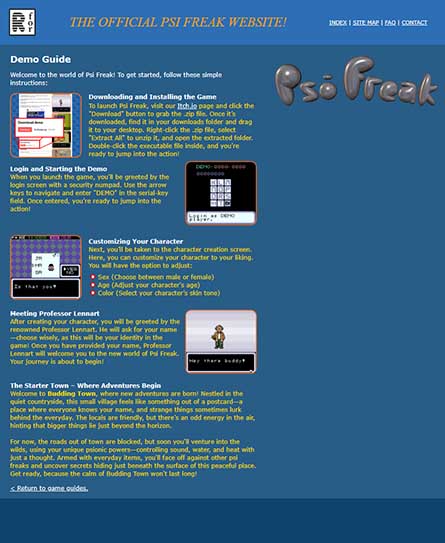 R
for
THE OFFICIAL PSI FREAK WEBSITE!
INDEX | SITE MAP | FAQ | CONTACT
Psi Freak
Demo Guide
Welcome to the world of Psi Freak! To get started, follow these simple
instructions:
Downloading and Installing the Game
To launch Psi Freak, visit our Itch.io page and click the
"Download" button to grab the .zip file. Once it's
downloaded, find it in your downloads folder and drag
it to your desktop. Right-click the .zip file, select
"Extract All" to unzip it, and open the extracted folder.
Double-click the executable file inside, and you're
ready to jump into the action!
Login and Starting the Demo
When you launch the game, you'll be greeted by the
login screen with a security numpad. Use the arrow
keys to navigate and enter "DEMO" in the serial-key
field. Once entered, you're ready to jump into the
action!
Login as DEMO
player.
Customizing Your Character
Next, you'll be taken to the character creation screen.
Here, you can customize your character to your liking.
You will have the option to adjust:
Sex (Choose between male or female)
Age (Adjust your character's age)
Color (Select your character's skin tone)
Is that you?
Meeting Professor Lennart
After creating your character, you will be greeted by the
renowned Professor Lennart. He will ask for your name
—choose wisely, as this will be your identity in the
game! Once you have provided your name, Professor
Lennart will welcome you to the new world of Psi Freak.
Your journey is about to begin!
Hey there buddy!
The Starter Town – Where Adventures Begin
Welcome to Budding Town, where new adventures are born! Nestled in the
quiet countryside, this small village feels like something out of a postcard—a
place where everyone knows your name, and strange things sometimes lurk
behind the everyday. The locals are friendly, but there's an odd energy in the air,
hinting that bigger things lie just beyond the horizon.
For now, the roads out of town are blocked, but soon you'll venture into the
wilds, using your unique psionic powers—controlling sound, water, and heat with
just a thought. Armed with everyday items, you'll face off against other psi
freaks and uncover secrets hiding just beneath the surface of this peaceful place.
Get ready, because the calm of Budding Town won't last long!
< Return to game guides.